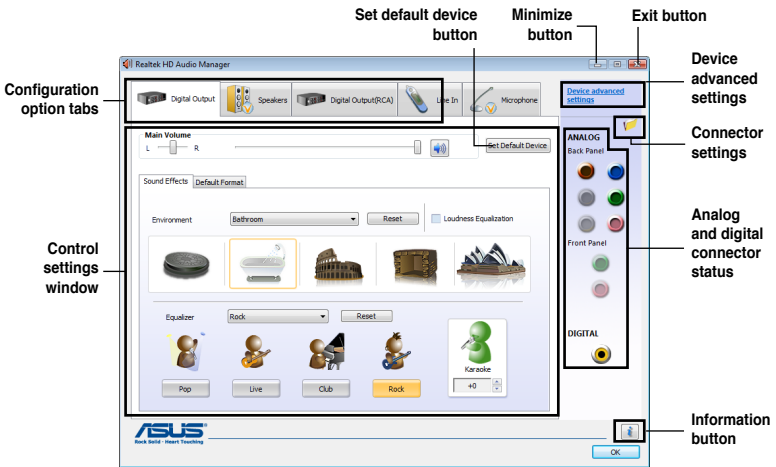 Set default device
button
Minimize
button
Exit button
Realtek HD Audio Manager
Configuration
option tabs
Digital Output
Speakers
Digital Output(RCA)
Line In
Microphone
Device advanced
settings
Device
advanced
settings
Main Volume
L
R
Set Default Device
ANALOG
Back Panel
Connector
settings
Sound Effects
Default Format
Environment
Bathroom
Reset
Loudness Equalization
Control
settings
window
Front Panel
Analog
and digital
connector
status
Equalizer
Rock
Reset
DIGITAL
Karaoke
Pop
Live
Club
Rock
+0
ASUS
Rock Solid · Heart Touching
Information
button
OK